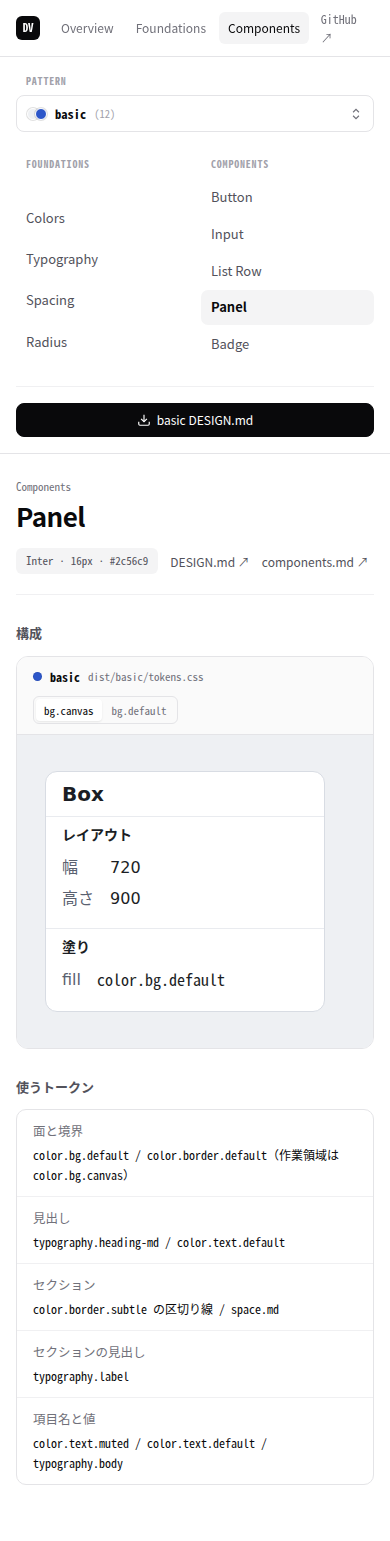 DV
Overview
Foundations
Components
GitHub
↗
PATTERN
basic (12)
FOUNDATIONS
Colors
Typography
Spacing
Radius
COMPONENTS
Button
Input
List Row
Panel
Badge
basic DESIGN.md
Components
Panel
Inter · 16px · #2c56c9
DESIGN.md ↗
components.md ↗
構成
basic dist/basic/tokens.css
bg.canvas
bg.default
Box
レイアウト
幅 720
高さ 900
塗り
fill color.bg.default
使うトークン
面と境界
color.bg.default / color.border.default（作業領域は
color.bg.canvas）
見出し
typography.heading-md / color.text.default
セクション
color.border.subtle の区切り線 / space.md
セクションの見出し
typography.label
項目名と値
color.text.muted / color.text.default /
typography.body